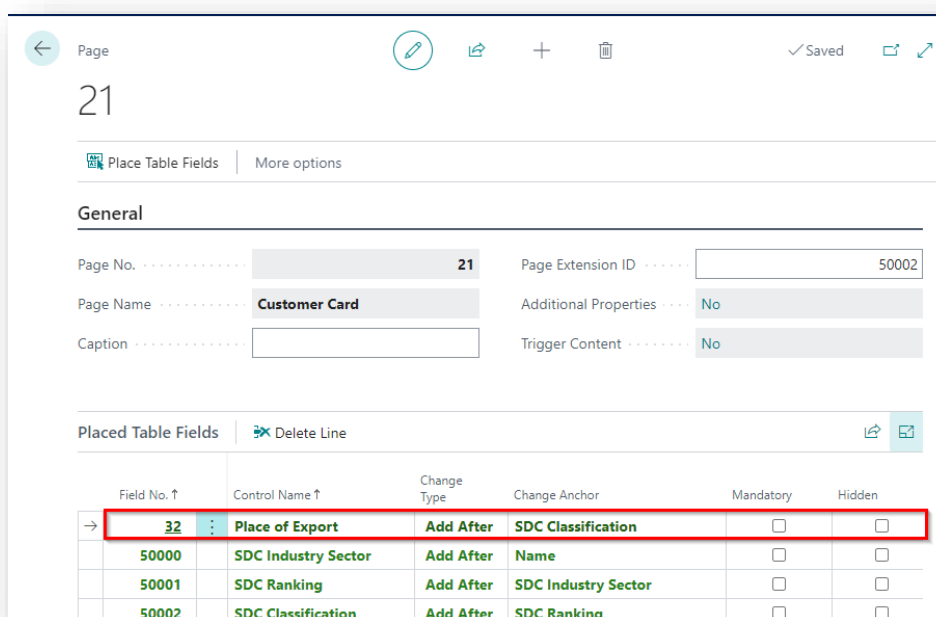 Page
Saved
21
Place Table Fields
More options
General
Page No. 21
Page Extension ID 50002
Page Name Customer Card
Additional Properties No
Caption
Trigger Content No
Placed Table Fields
Delete Line
Field No. ↑ Control Name ↑ Change Type Change Anchor Mandatory Hidden
32 Place of Export Add After SDC Classification
50000 SDC Industry Sector Add After Name
50001 SDC Ranking Add After SDC Industry Sector
50002 SDC Classification Add After SDC Ranking